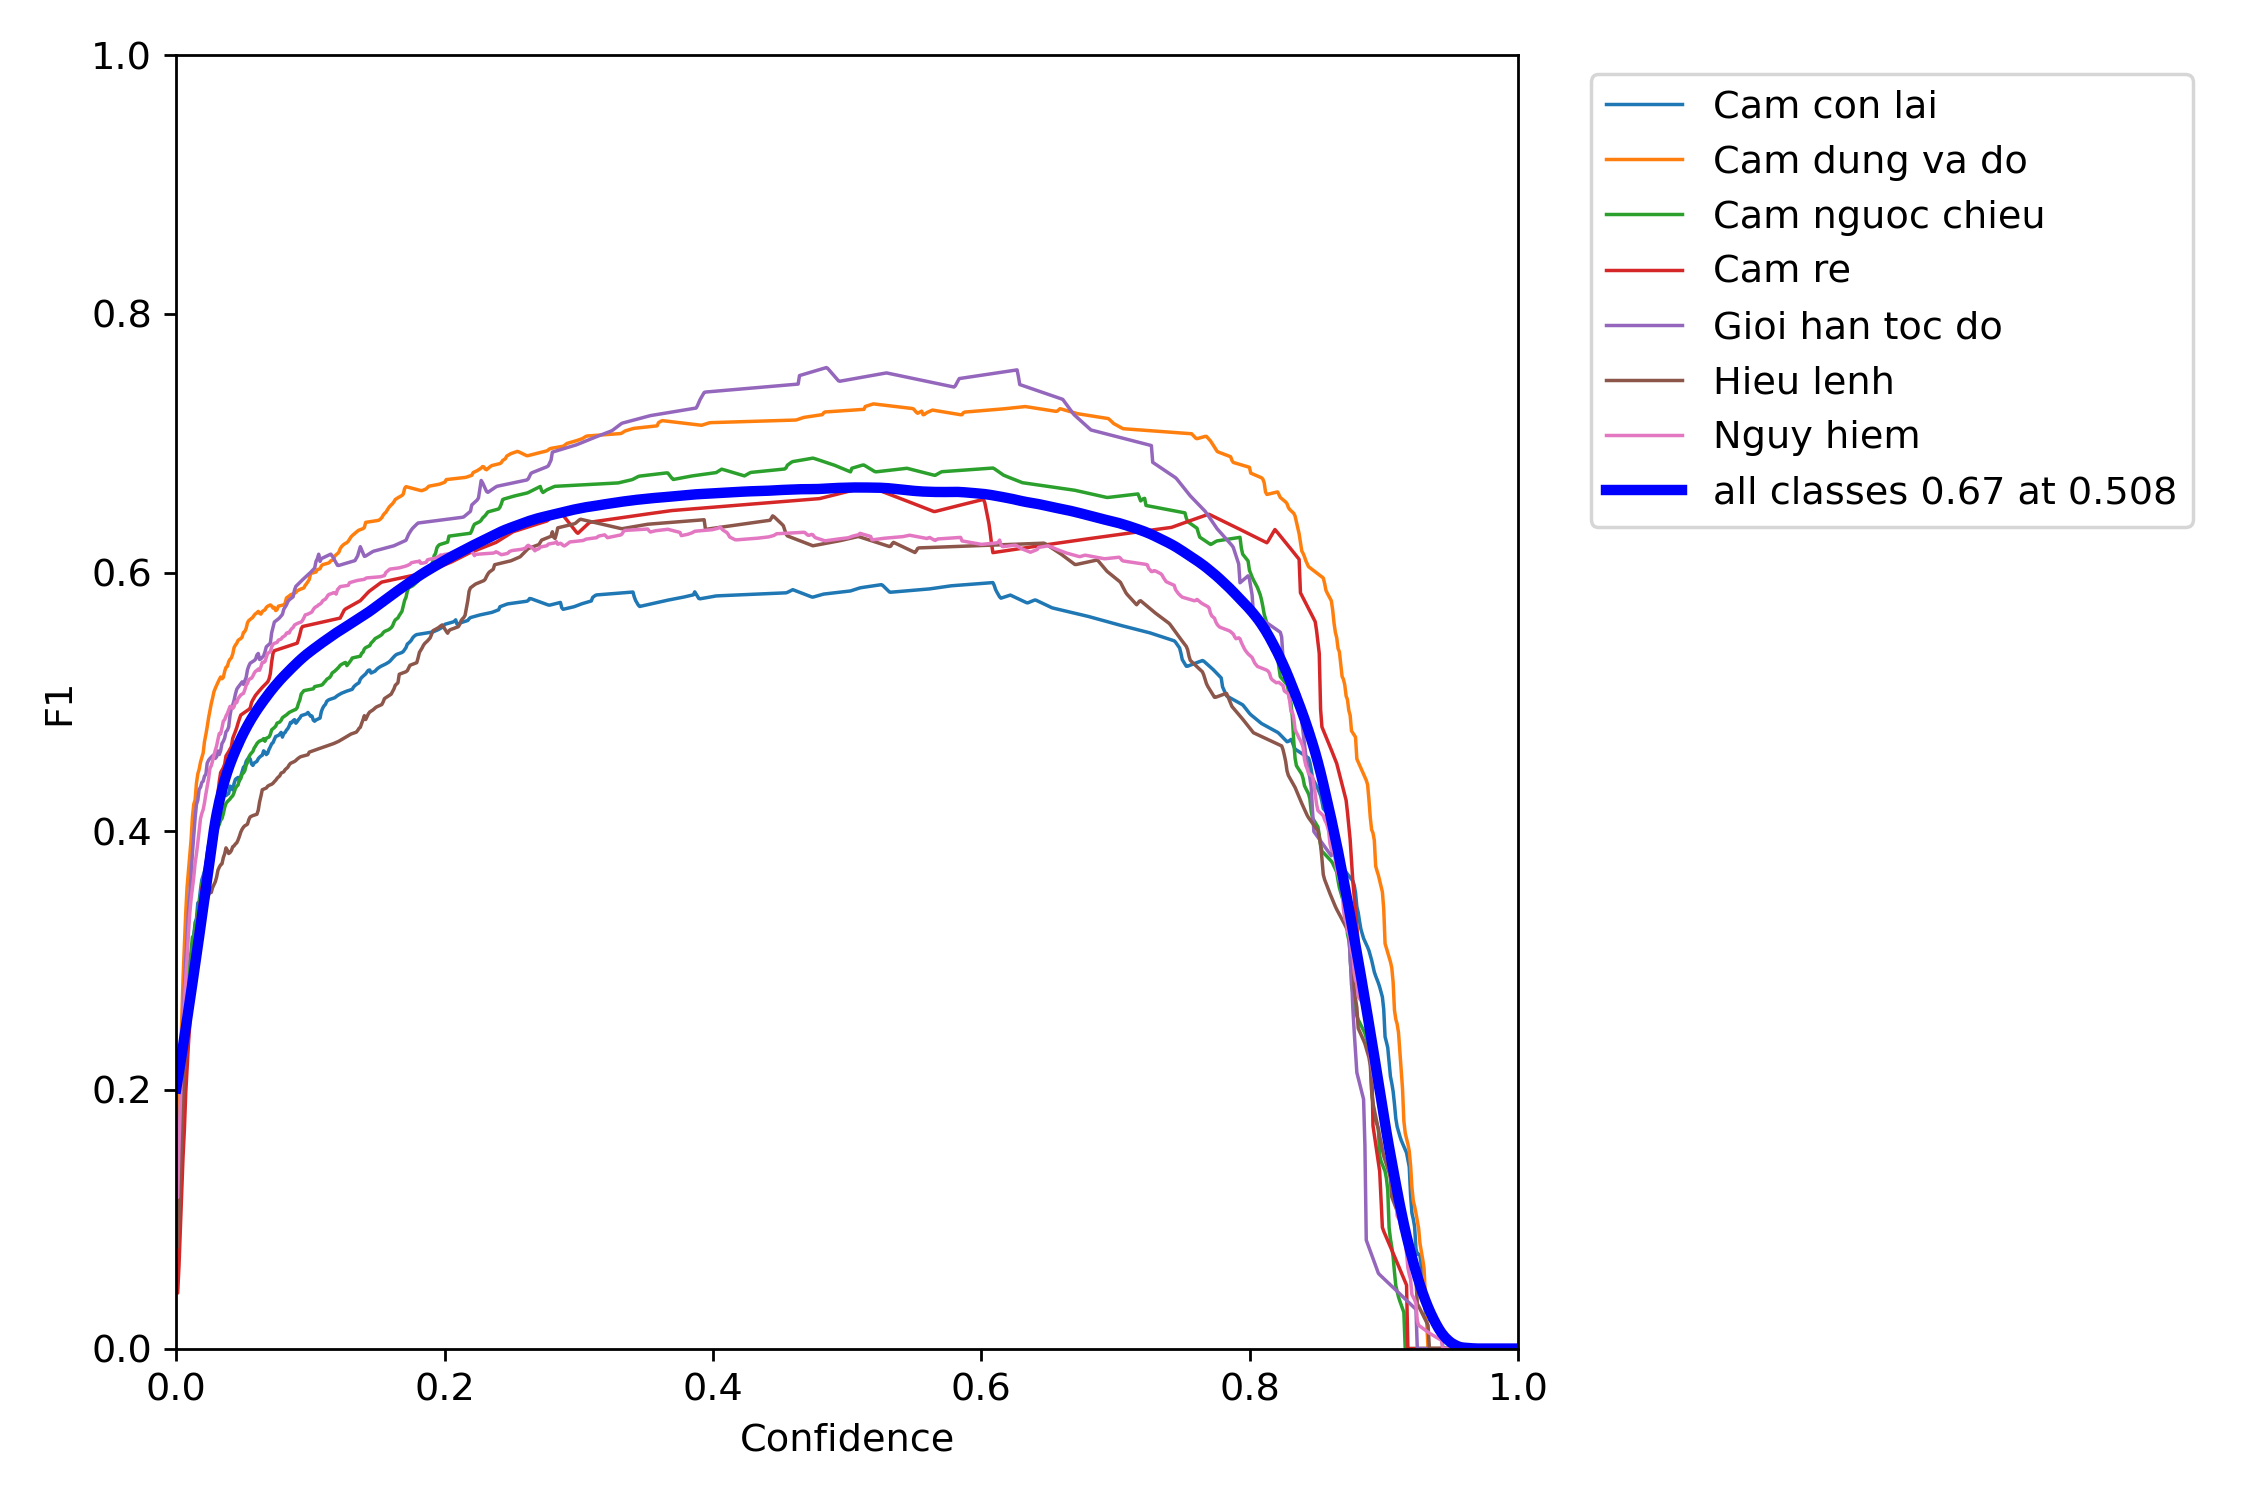 1.0
0.8
0.6
0.4
0.2
0.0
F1
0.0 0.2 0.4 0.6 0.8 1.0
Confidence
Cam con lai
Cam dung va do
Cam nguoc chieu
Cam re
Gioi han toc do
Hieu lenh
Nguy hiem
all classes 0.67 at 0.508